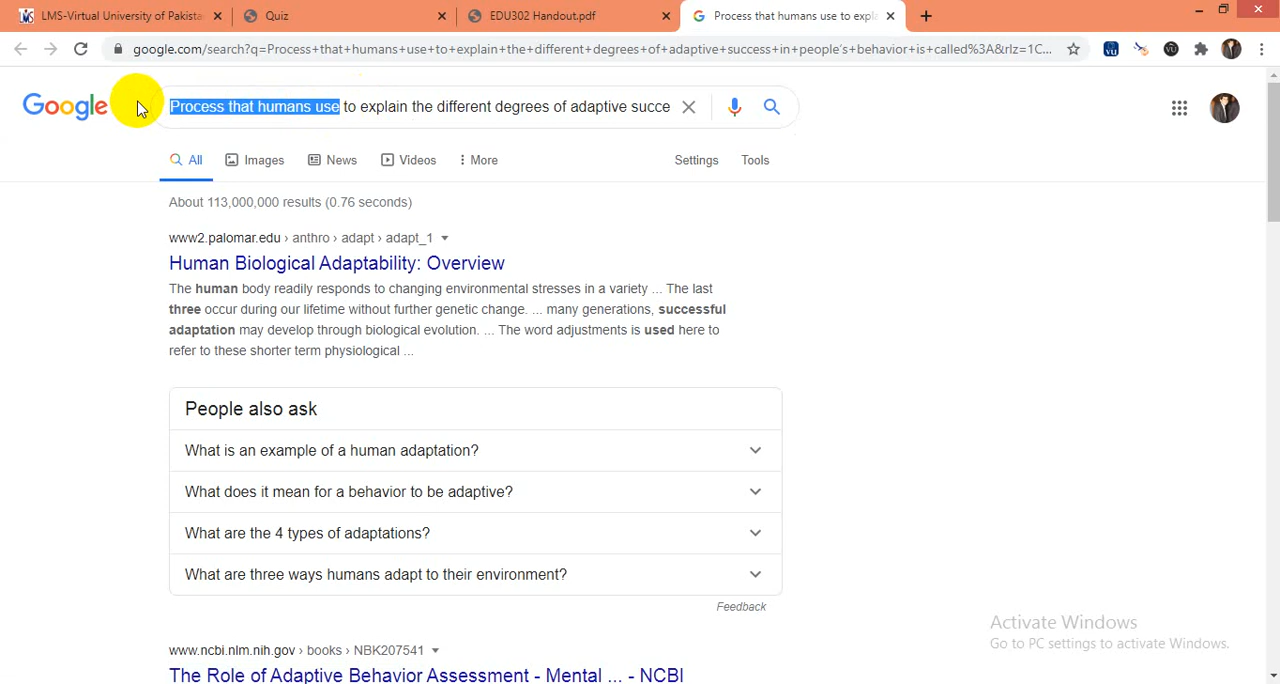 LMS-Virtual University of Pakista
Quiz
EDU302 Handout.pdf
Process that humans use to expla
google.com/search?q=Process+that+humans+use+to+explain+the+different+degrees+of+adaptive+success+in+people's+behavior+is+called%3A&rlz=1C...
Google
Process that humans use to explain the different degrees of adaptive succe
All
Images
News
Videos
More
Settings
Tools
About 113,000,000 results (0.76 seconds)
www2.palomar.edu › anthro › adapt › adapt_1
Human Biological Adaptability: Overview
The human body readily responds to changing environmental stresses in a variety ... The last
three occur during our lifetime without further genetic change. ... many generations, successful
adaptation may develop through biological evolution. ... The word adjustments is used here to
refer to these shorter term physiological ...
People also ask
What is an example of a human adaptation?
What does it mean for a behavior to be adaptive?
What are the 4 types of adaptations?
What are three ways humans adapt to their environment?
Feedback
Activate Windows
Go to PC settings to activate Windows.
www.ncbi.nlm.nih.gov › books › NBK207541
The Role of Adaptive Behavior Assessment - Mental ... - NCBI